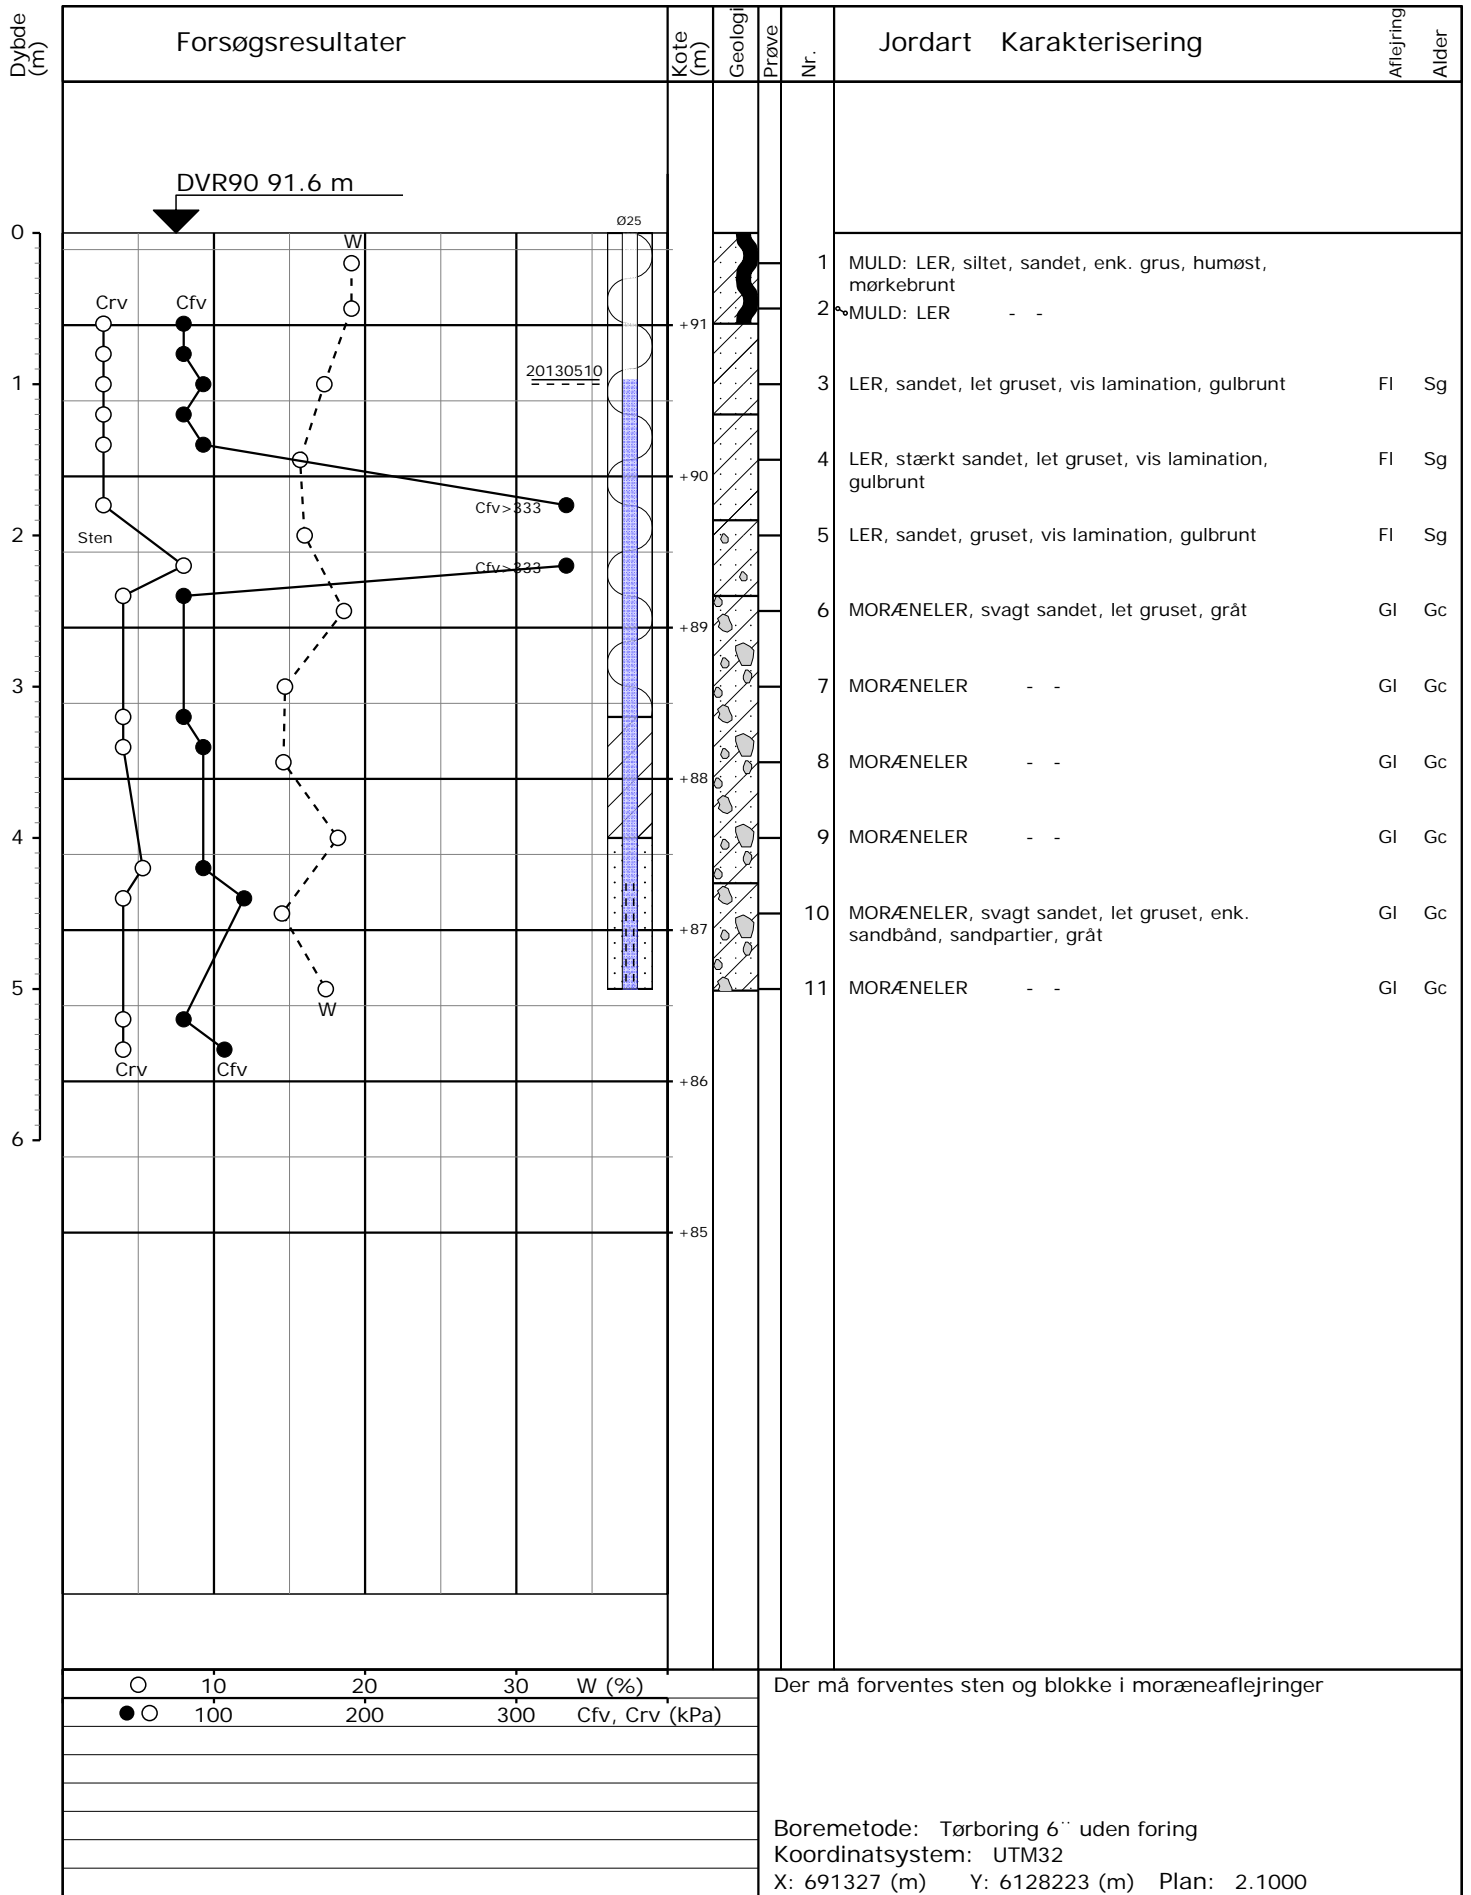 Dybde (m)
Forsøgsresultater
Kote (m)
Geologi
Prøve
Nr.
Jordart Karakterisering
Aflejring
Alder
DVR90 91.6 m
Ø25
0
W
1 MULD: LER, siltet, sandet, enk. grus, humøst,
mørkebrunt
Crv Cfv
2 MULD: LER - -
+91
20130510
1
3 LER, sandet, let gruset, vis lamination, gulbrunt Fl Sg
4 LER, stærkt sandet, let gruset, vis lamination, Fl Sg
gulbrunt
+90
Cfv>333
Sten
2
5 LER, sandet, gruset, vis lamination, gulbrunt Fl Sg
Cfv>333
6 MORÆNELER, svagt sandet, let gruset, gråt Gl Gc
+89
3
7 MORÆNELER - - Gl Gc
8 MORÆNELER - - Gl Gc
+88
4
9 MORÆNELER - - Gl Gc
10 MORÆNELER, svagt sandet, let gruset, enk. Gl Gc
sandbånd, sandpartier, gråt
+87
5
11 MORÆNELER - - Gl Gc
W
Crv Cfv
+86
6
+85
10 20 30 W (%)
100 200 300 Cfv, Crv (kPa)
Der må forventes sten og blokke i moræneaflejringer
Boremetode: Tørboring 6¨ uden foring
Koordinatsystem: UTM32
X: 691327 (m) Y: 6128223 (m) Plan: 2.1000